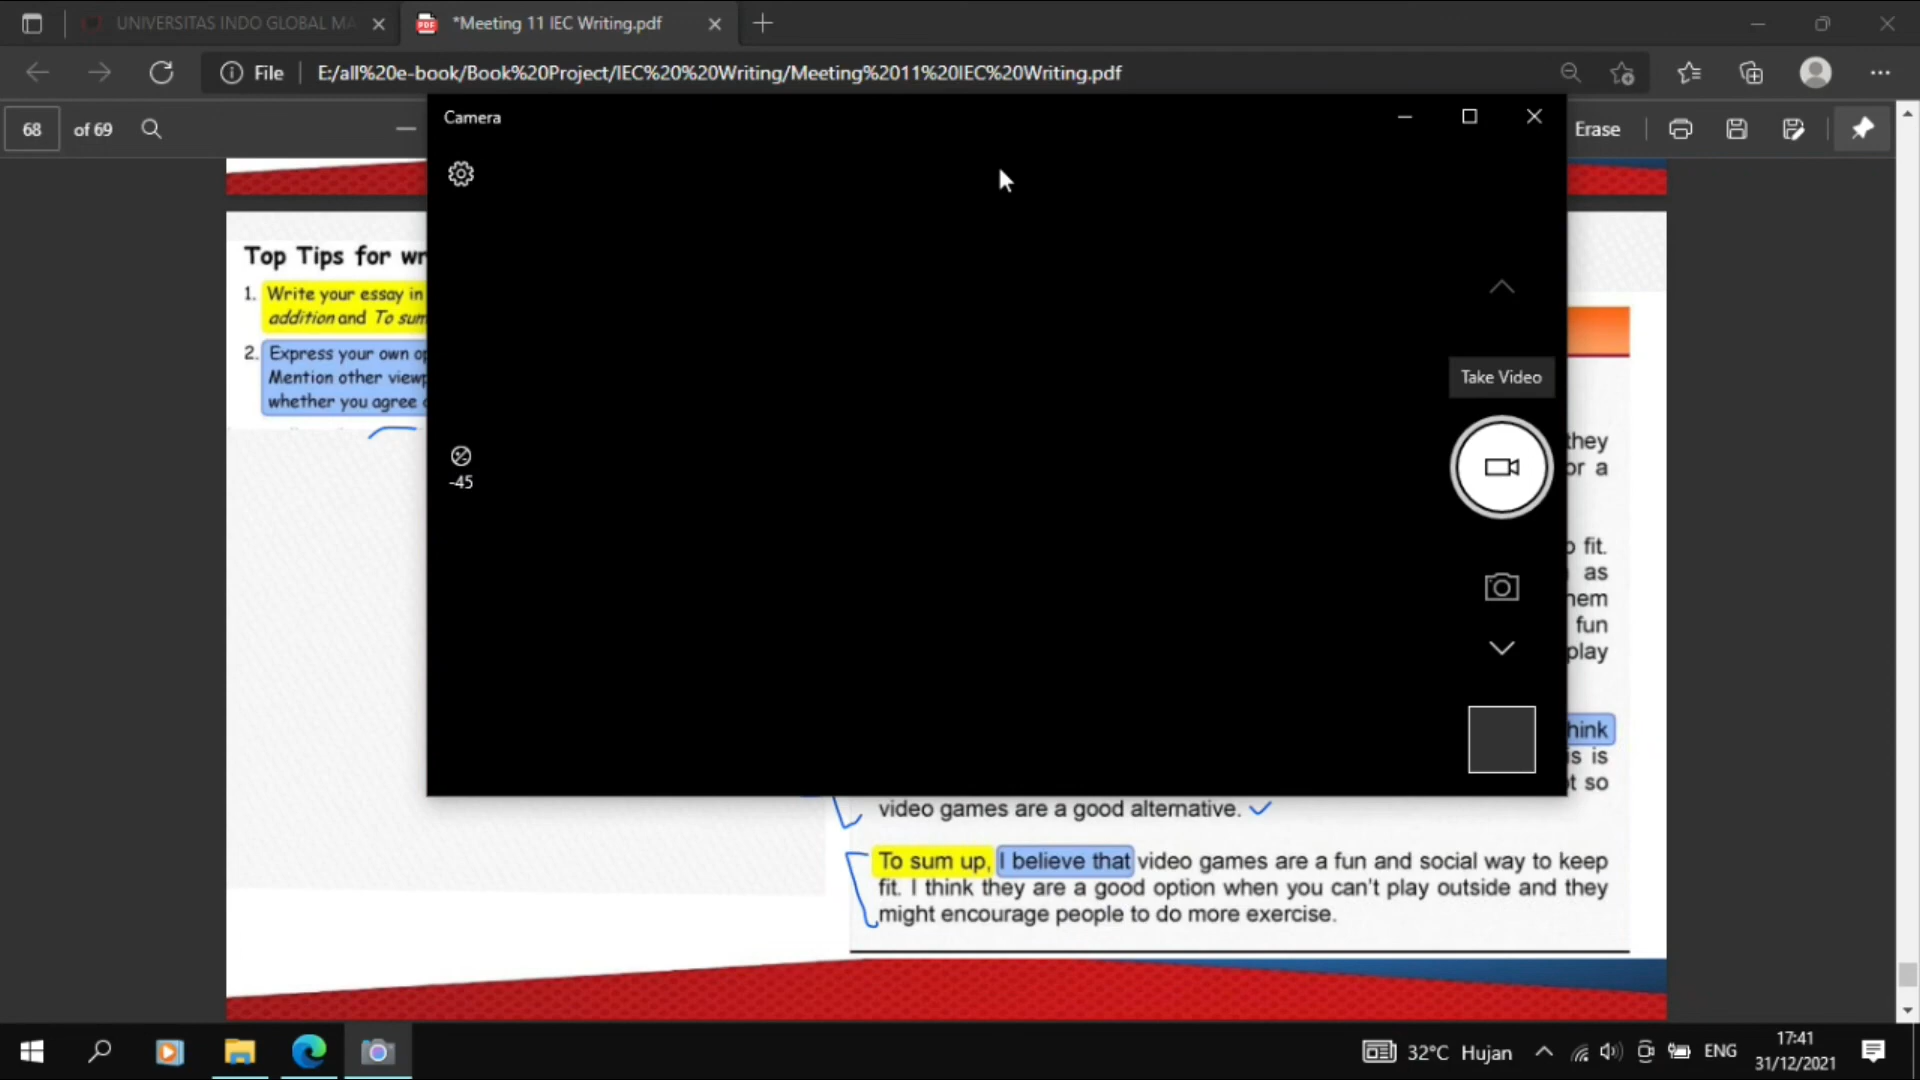 UNIVERSITAS INDO GLOBAL MA
*Meeting 11 IEC Writing.pdf
File
E:/all%20e-book/Book%20Project/IEC%20%20Writing/Meeting%2011%20IEC%20Writing.pdf
68 of 69
Erase
Camera
Top Tips for wr
1. Write your essay in
addition and To sum
2. Express your own op
Mention other viewp
whether you agree
-45
Take Video
they
or a
fit.
as
hem
fun
play
hink
is is
t so
video games are a good alternative.
To sum up, I believe that video games are a fun and social way to keep
fit. I think they are a good option when you can't play outside and they
might encourage people to do more exercise.
32°C Hujan
ENG
17:41
31/12/2021